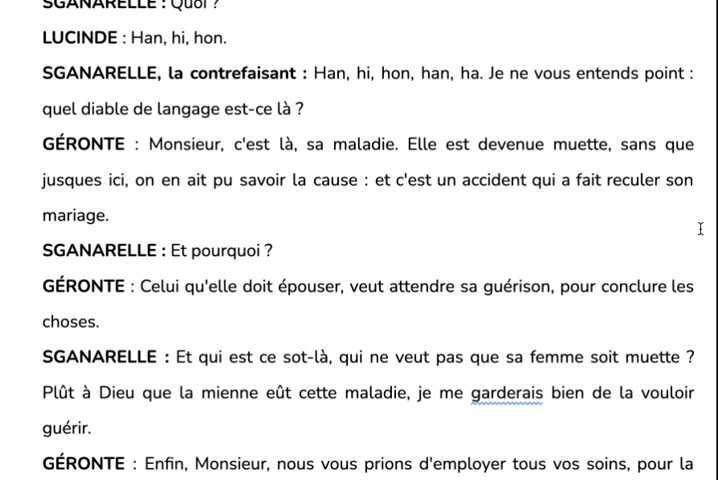 SGANARELLE : Quoi ?
LUCINDE : Han, hi, hon.
SGANARELLE, la contrefaisant : Han, hi, hon, han, ha. Je ne vous entends point :
quel diable de langage est-ce là ?
GÉRONTE : Monsieur, c'est là, sa maladie. Elle est devenue muette, sans que
jusques ici, on en ait pu savoir la cause : et c'est un accident qui a fait reculer son
mariage.
SGANARELLE : Et pourquoi ?
GÉRONTE : Celui qu'elle doit épouser, veut attendre sa guérison, pour conclure les
choses.
SGANARELLE : Et qui est ce sot-là, qui ne veut pas que sa femme soit muette ?
Plût à Dieu que la mienne eût cette maladie, je me garderais bien de la vouloir
guérir.
GÉRONTE : Enfin, Monsieur, nous vous prions d'employer tous vos soins, pour la